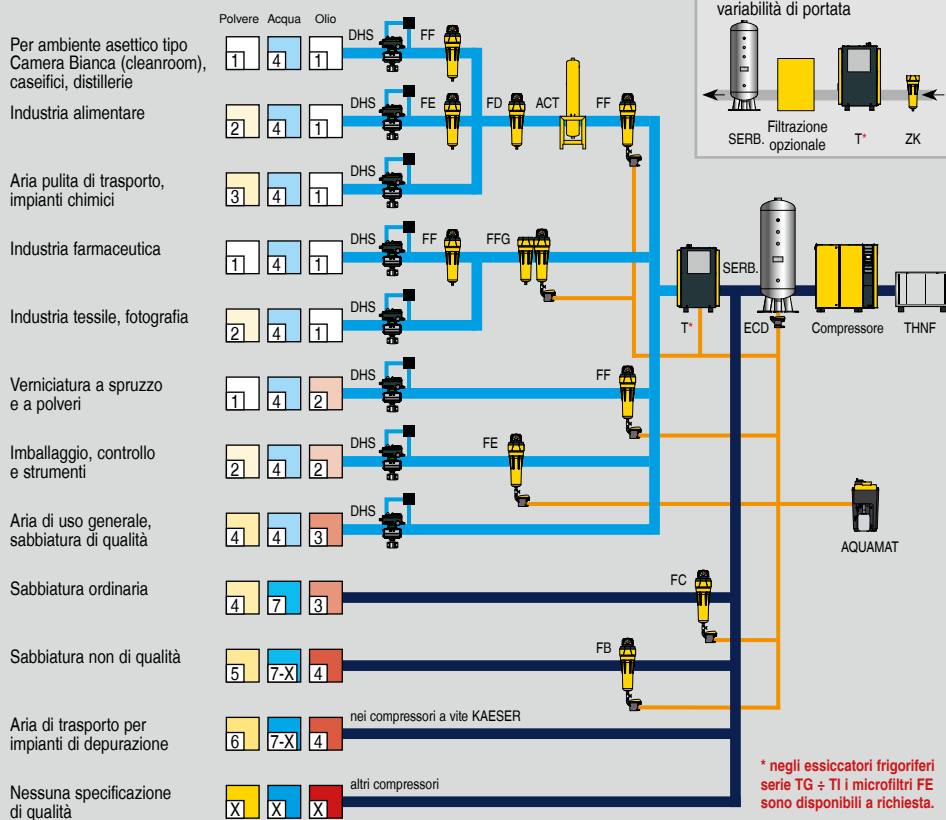 variabilità di portata
SERB.
Filtrazione
opzionale
T*
ZK
Polvere Acqua Olio
Per ambiente asettico tipo
Camera Bianca (cleanroom),
caseifici, distillerie
1 4 1
DHS FF
Industria alimentare
2 4 1
DHS FE FD ACT FF
Aria pulita di trasporto,
impianti chimici
3 4 1
DHS
Industria farmaceutica
1 4 1
DHS FF FFG
SERB.
T* ECD Compressore THNF
Industria tessile, fotografia
2 4 1
DHS
Verniciatura a spruzzo
e a polveri
1 4 2
DHS FF
Imballaggio, controllo
e strumenti
2 4 2
DHS FE
AQUAMAT
Aria di uso generale,
sabbiatura di qualità
4 4 3
DHS
Sabbiatura ordinaria
4 7 3
FC
Sabbiatura non di qualità
5 7-X 4
FB
Aria di trasporto per
impianti di depurazione
6 7-X 4
nei compressori a vite KAESER
Nessuna specificazione
di qualità
X X X
altri compressori
* negli essiccatori frigoriferi
serie TG ÷ TI i microfiltri FE
sono disponibili a richiesta.